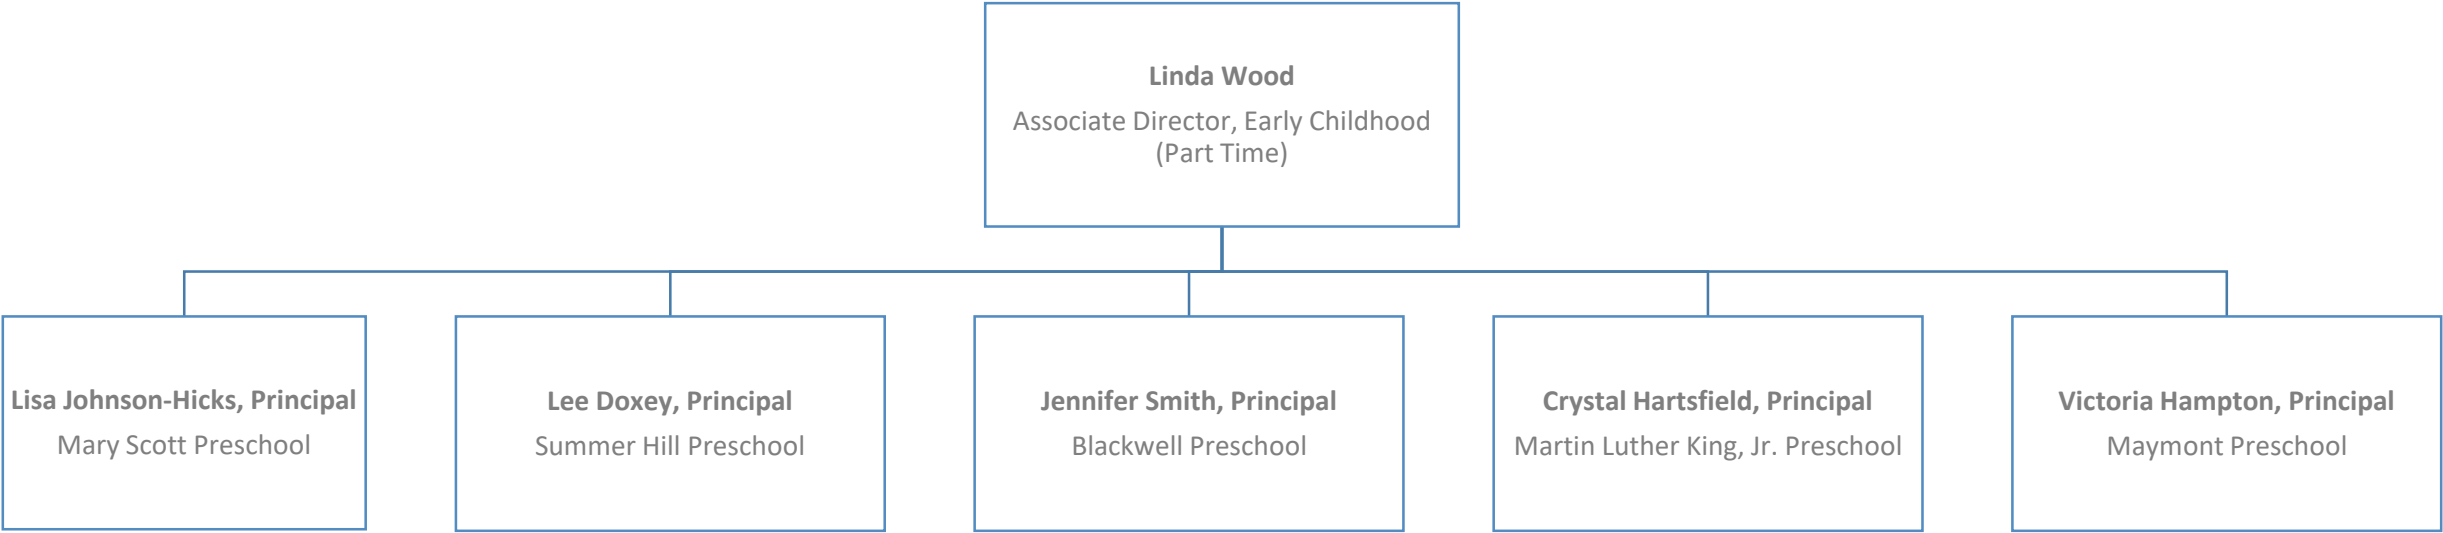 Linda Wood
Associate Director, Early Childhood
(Part Time)
Lisa Johnson-Hicks, Principal
Mary Scott Preschool
Lee Doxey, Principal
Summer Hill Preschool
Jennifer Smith, Principal
Blackwell Preschool
Crystal Hartsfield, Principal
Martin Luther King, Jr. Preschool
Victoria Hampton, Principal
Maymont Preschool